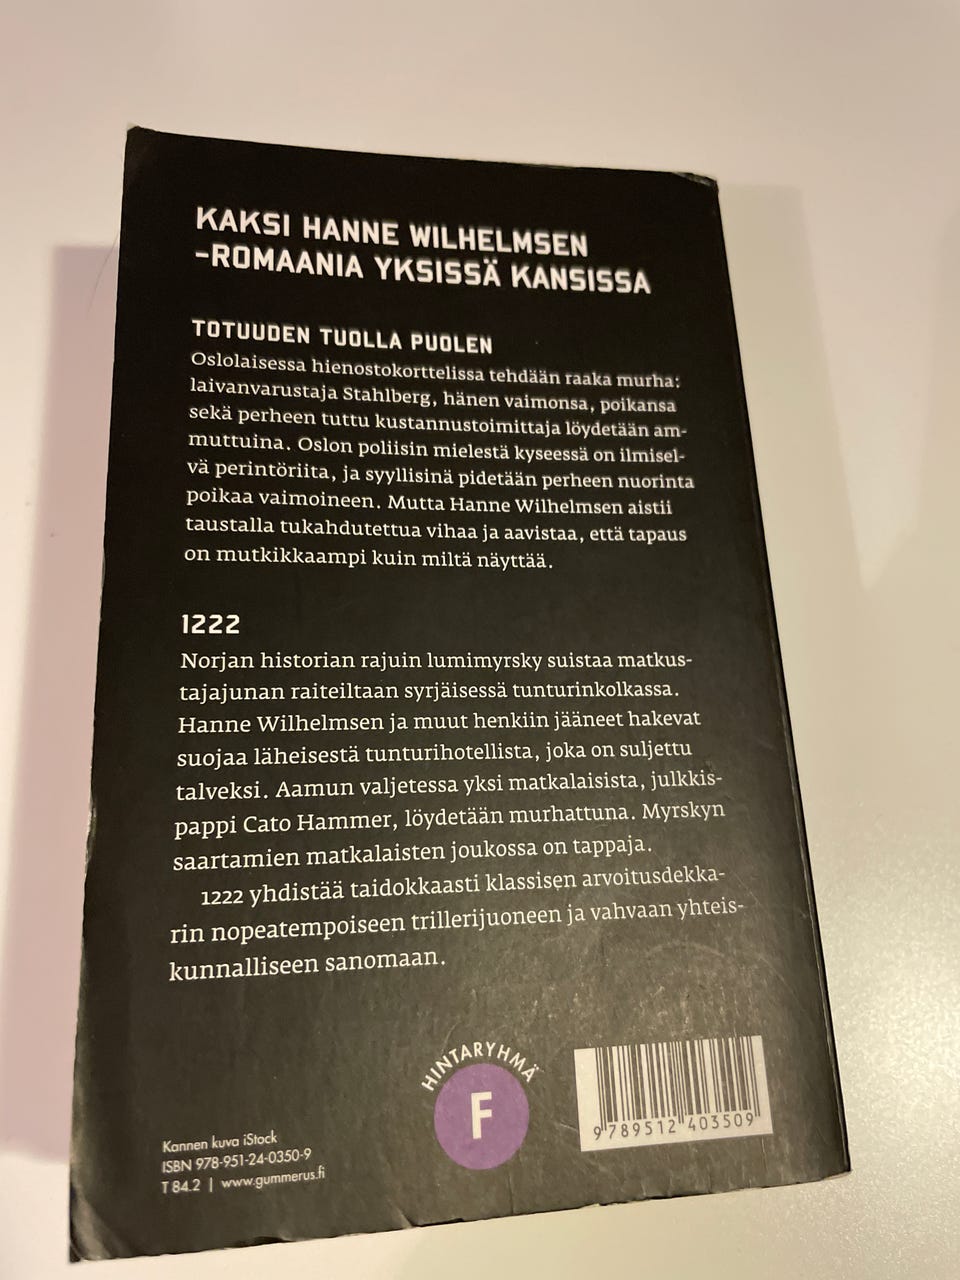 KAKSI HANNE WILHELMSEN
-ROMAANIA YKSISSÄ KANSISSA
TOTUUDEN TUOLLA PUOLEN
Oslolaisessa hienostokorttelissa tehdään raaka murha:
laivanvarustaja Stahlberg, hänen vaimonsa, poikansa
sekä perheen tuttu kustannustoimittaja löydetään am-
muttuina. Oslon poliisin mielestä kyseessä on ilmisel-
vä perintöriita, ja syyllisinä pidetään perheen nuorinta
poikaa vaimoineen. Mutta Hanne Wilhelmsen aistii
taustalla tukahdutettua vihaa ja aavistaa, että tapaus
on mutkikkaampi kuin miltä näyttää.
1222
Norjan historian rajuin lumimyrsky suistaa matkus-
tajajunan raiteiltaan syrjäisessä tunturinkolkassa.
Hanne Wilhelmsen ja muut henkiin jääneet hakevat
suojaa läheisestä tunturihotellista, joka on suljettu
talveksi. Aamun valjetessa yksi matkalaisista, julkkis-
pappi Cato Hammer, löydetään murhattuna. Myrskyn
saartamien matkalaisten joukossa on tappaja.
1222 yhdistää taidokkaasti klassisen arvoitusdekka-
rin nopeatempoiseen trillerijuoneen ja vahvaan yhteis-
kunnalliseen sanomaan.
HINTARYHMÄ
F
Kannen kuva iStock
ISBN 978-951-24-0350-9
T 84.2 | www.gummerus.fi
9 789512 403509